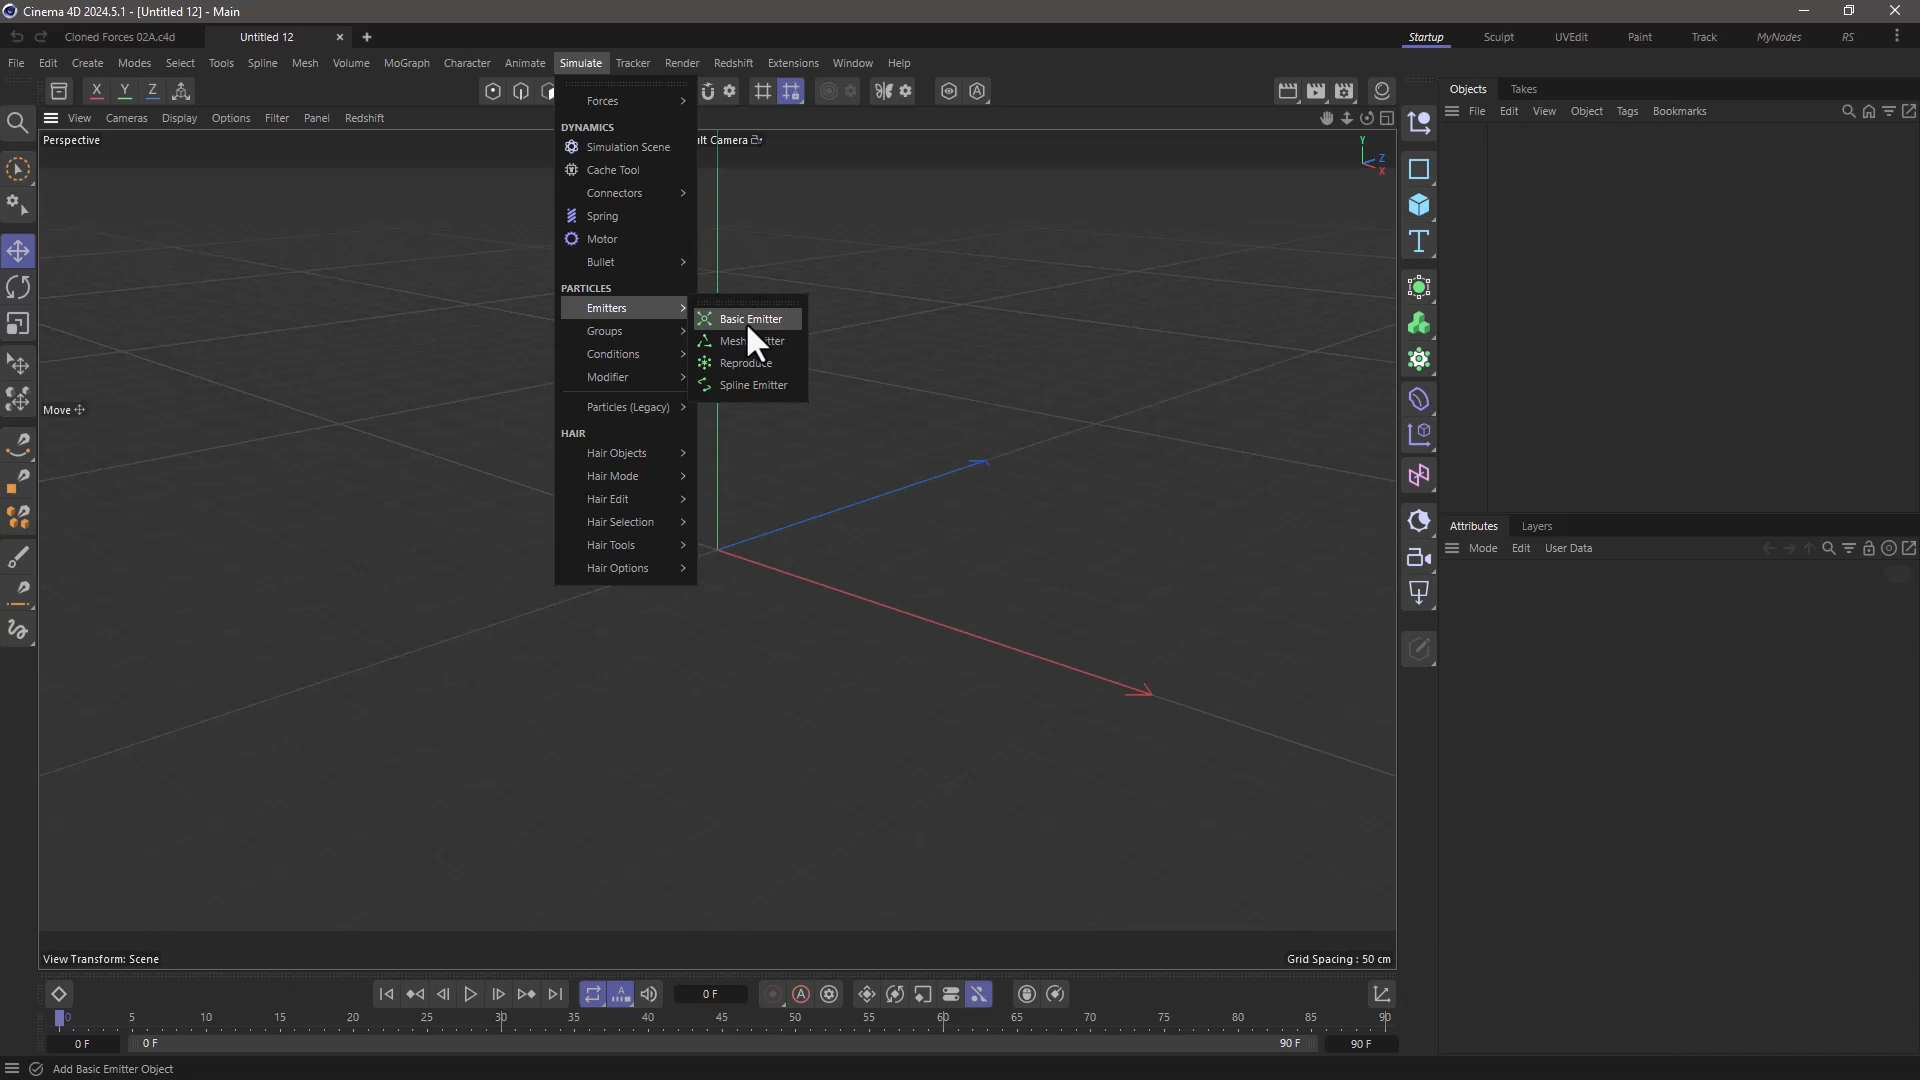 Cinema 4D 2024.5.1 - [Untitled 12] - Main
Cloned Forces 02A.c4d
Untitled 12
Startup
Sculpt
UVEdit
Paint
Track
MyNodes
RS
File Edit Create Modes Select Tools Spline Mesh Volume MoGraph Character Animate Simulate Tracker Render Redshift Extensions Window Help
X Y Z
View Cameras Display Options Filter Panel Redshift
Perspective
ult Camera
Y
Z
X
Forces
DYNAMICS
Simulation Scene
Cache Tool
Connectors
Spring
Motor
Bullet
PARTICLES
Emitters
Groups
Conditions
Modifier
Particles (Legacy)
HAIR
Hair Objects
Hair Mode
Hair Edit
Hair Selection
Hair Tools
Hair Options
Basic Emitter
Spline Emitter
Move
Objects
Takes
File Edit View Object Tags Bookmarks
Attributes
Layers
Mode Edit User Data
View Transform: Scene
Grid Spacing : 50 cm
0 F
0 5 10 15 20 25 30 35 40 45 50 55 60 65 70 75 80 85 90
0 F
0 F
90 F
90 F
Add Basic Emitter Object